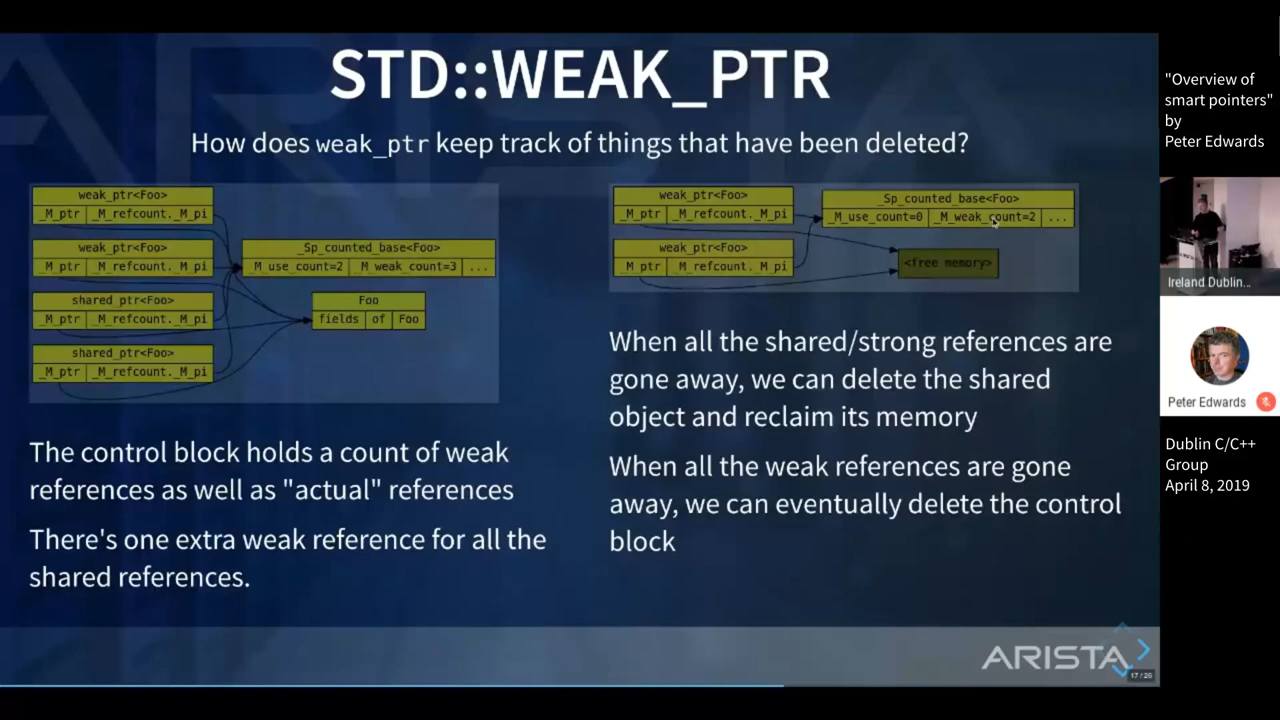 STD::WEAK_PTR
How does weak_ptr keep track of things that have been deleted?
weak_ptr<Foo>
_M_ptr _M_refcount._M_pi
weak_ptr<Foo>
_M_ptr _M_refcount._M_pi
shared_ptr<Foo>
_M_ptr _M_refcount._M_pi
shared_ptr<Foo>
_M_ptr _M_refcount._M_pi
_Sp_counted_base<Foo>
_M_use_count=2 _M_weak_count=3 ...
Foo
fields of Foo
The control block holds a count of weak
references as well as "actual" references
There's one extra weak reference for all the
shared references.
weak_ptr<Foo>
_M_ptr _M_refcount._M_pi
weak_ptr<Foo>
_M_ptr _M_refcount._M_pi
_Sp_counted_base<Foo>
_M_use_count=0 _M_weak_count=2 ...
<free memory>
When all the shared/strong references are
gone away, we can delete the shared
object and reclaim its memory
When all the weak references are gone
away, we can eventually delete the control
block
ARISTA
17 / 26
"Overview of
smart pointers"
by
Peter Edwards
Ireland Dublin...
Peter Edwards
Dublin C/C++
Group
April 8, 2019